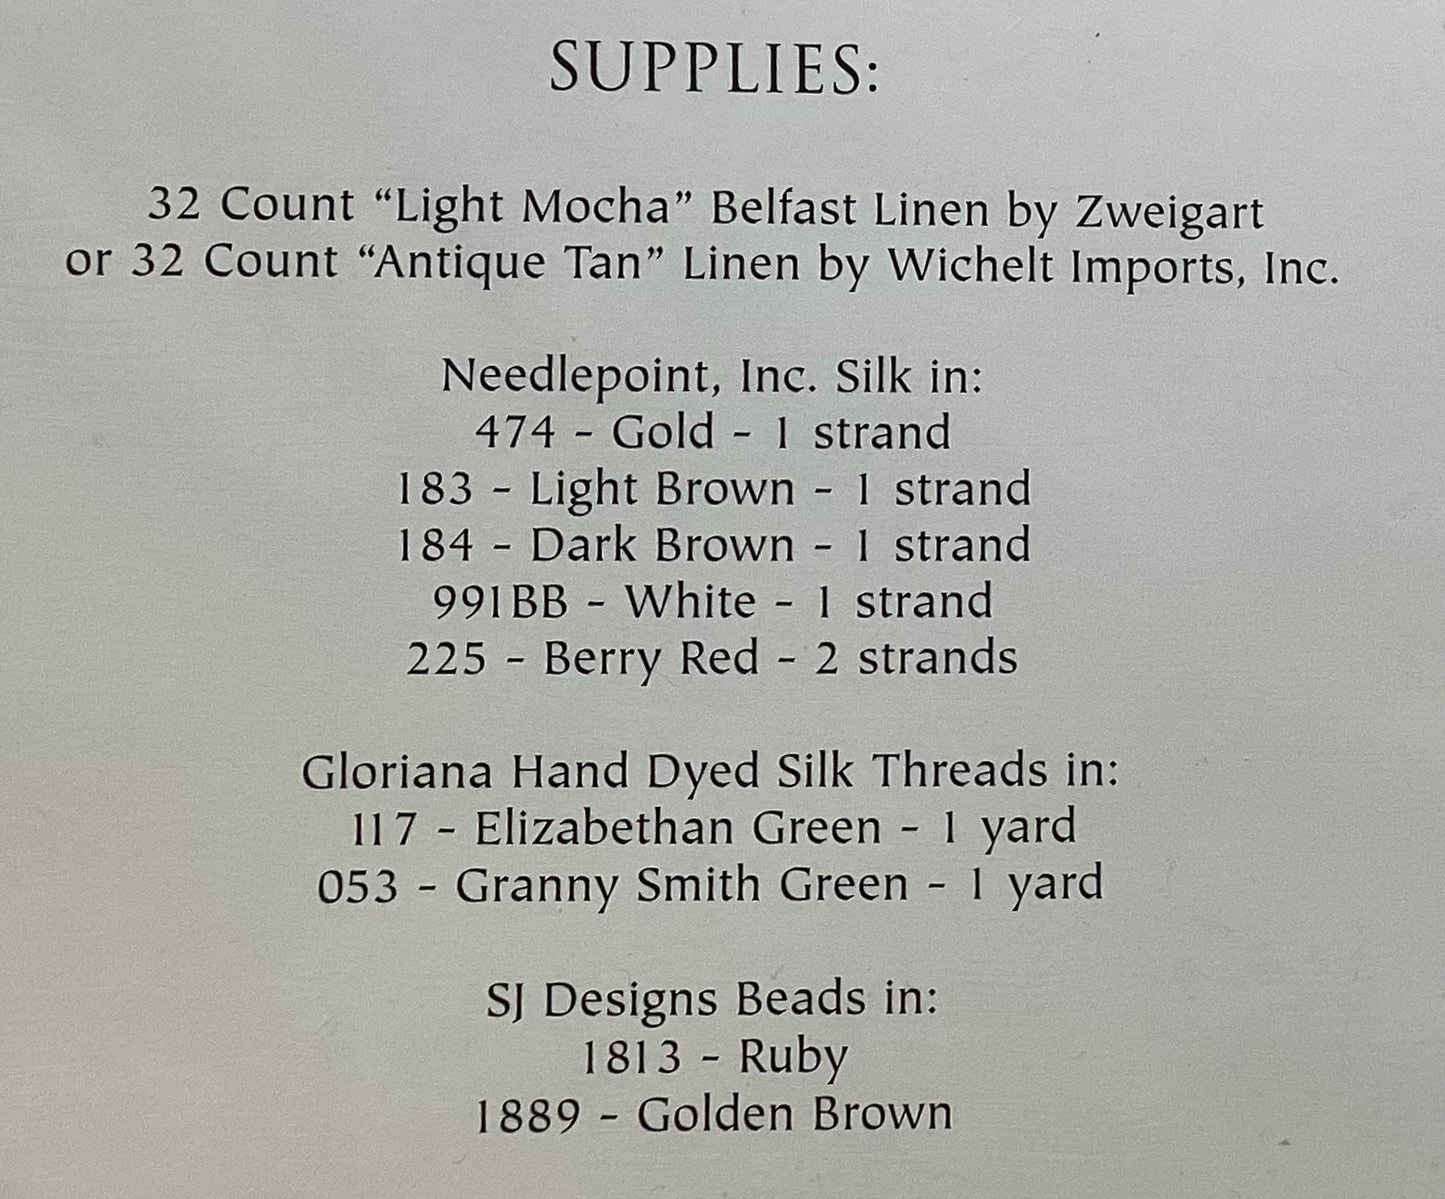 SUPPLIES:
32 Count “Light Mocha” Belfast Linen by Zweigart
or 32 Count “Antique Tan” Linen by Wichelt Imports, Inc.
Needlepoint, Inc. Silk in:
474 – Gold – 1 strand
183 – Light Brown – 1 strand
184 – Dark Brown – 1 strand
991BB – White – 1 strand
225 – Berry Red – 2 strands
Gloriana Hand Dyed Silk Threads in:
117 – Elizabethan Green – 1 yard
053 – Granny Smith Green – 1 yard
SJ Designs Beads in:
1813 – Ruby
1889 – Golden Brown